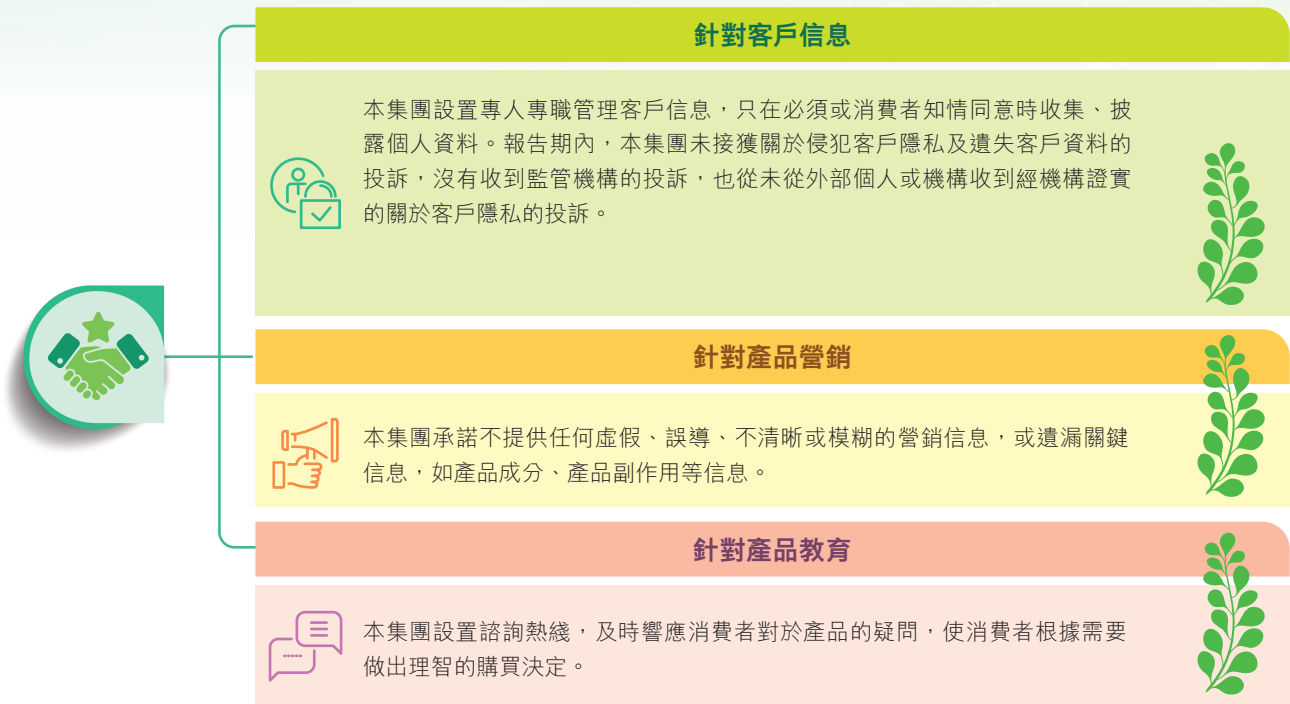 針對客戶信息
本集團設置專人專職管理客戶信息，只在必須或消費者知情同意時收集、披
露個人資料。報告期內，本集團未接獲關於侵犯客戶隱私及遺失客戶資料的
投訴，沒有收到監管機構的投訴，也從未從外部個人或機構收到經機構證實
的關於客戶隱私的投訴。
針對產品營銷
本集團承諾不提供任何虛假、誤導、不清晰或模糊的營銷信息，或遺漏關鍵
信息，如產品成分、產品副作用等信息。
針對產品教育
本集團設置諮詢熱綫，及時響應消費者對於產品的疑問，使消費者根據需要
做出理智的購買決定。